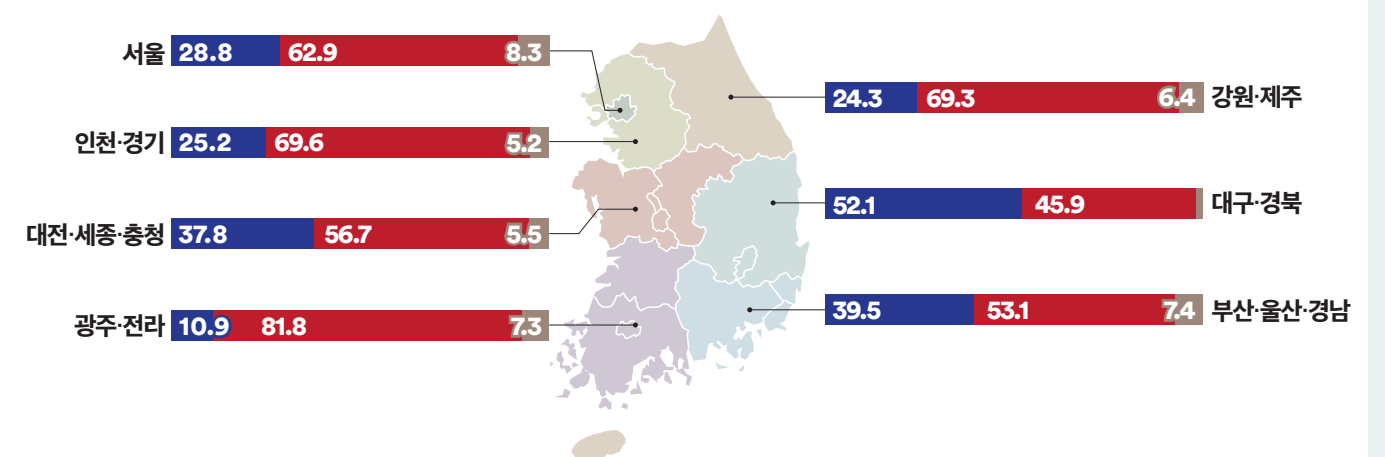 서울 28.8 62.9 8.3
인천·경기 25.2 69.6 5.2
대전·세종·충청 37.8 56.7 5.5
광주·전라 10.9 81.8 7.3
24.3 69.3 6.4 강원·제주
52.1 45.9 대구·경북
39.5 53.1 7.4 부산·울산·경남